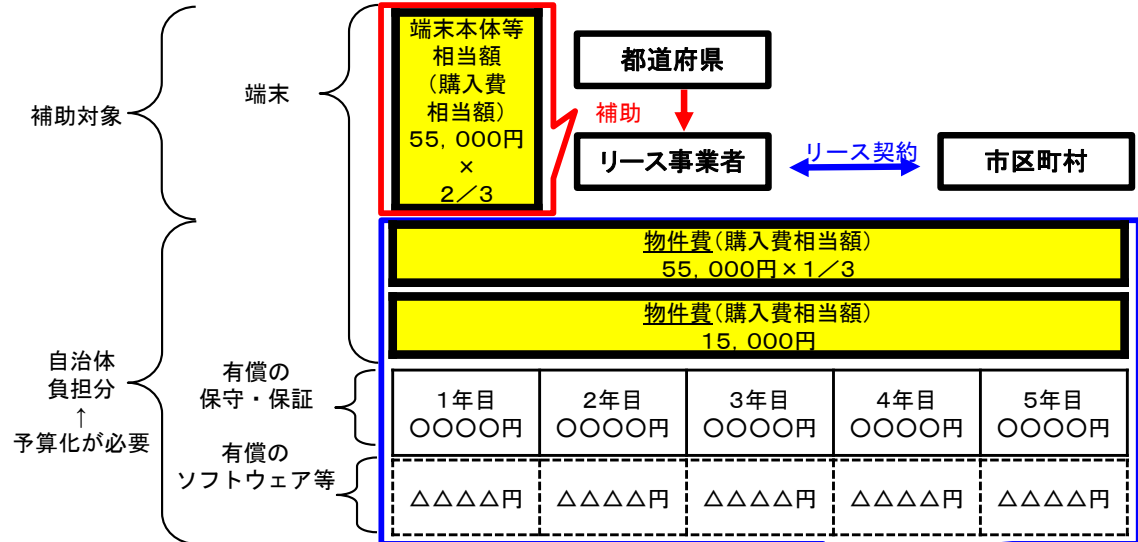 補助対象
端末
端末本体等
相当額
(購入費
相当額)
55,000円
×
2/3
都道府県
補助
リース事業者
リース契約
市区町村
物件費(購入費相当額)
55,000円×1/3
物件費(購入費相当額)
15,000円
自治体
負担分
↑
予算化が必要
有償の
保守・保証
1年目
〇〇〇〇円
2年目
〇〇〇〇円
3年目
〇〇〇〇円
4年目
〇〇〇〇円
5年目
〇〇〇〇円
有償の
ソフトウェア等
△△△△円
△△△△円
△△△△円
△△△△円
△△△△円